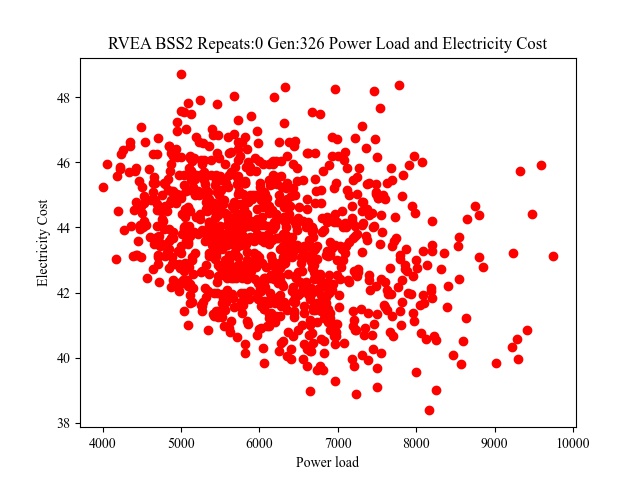 RVEA BSS2 Repeats:0 Gen:326 Power Load and Electricity Cost
48
46
44
42
40
38
Electricity Cost
4000 5000 6000 7000 8000 9000 10000
Power load